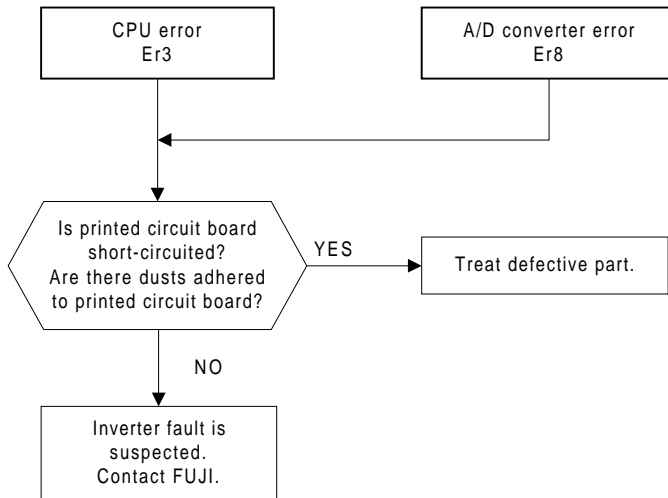 CPU error
Er3
A/D converter error
Er8
Is printed circuit board
short-circuited?
Are there dusts adhered
to printed circuit board?
YES
Treat defective part.
NO
Inverter fault is
suspected.
Contact FUJI.